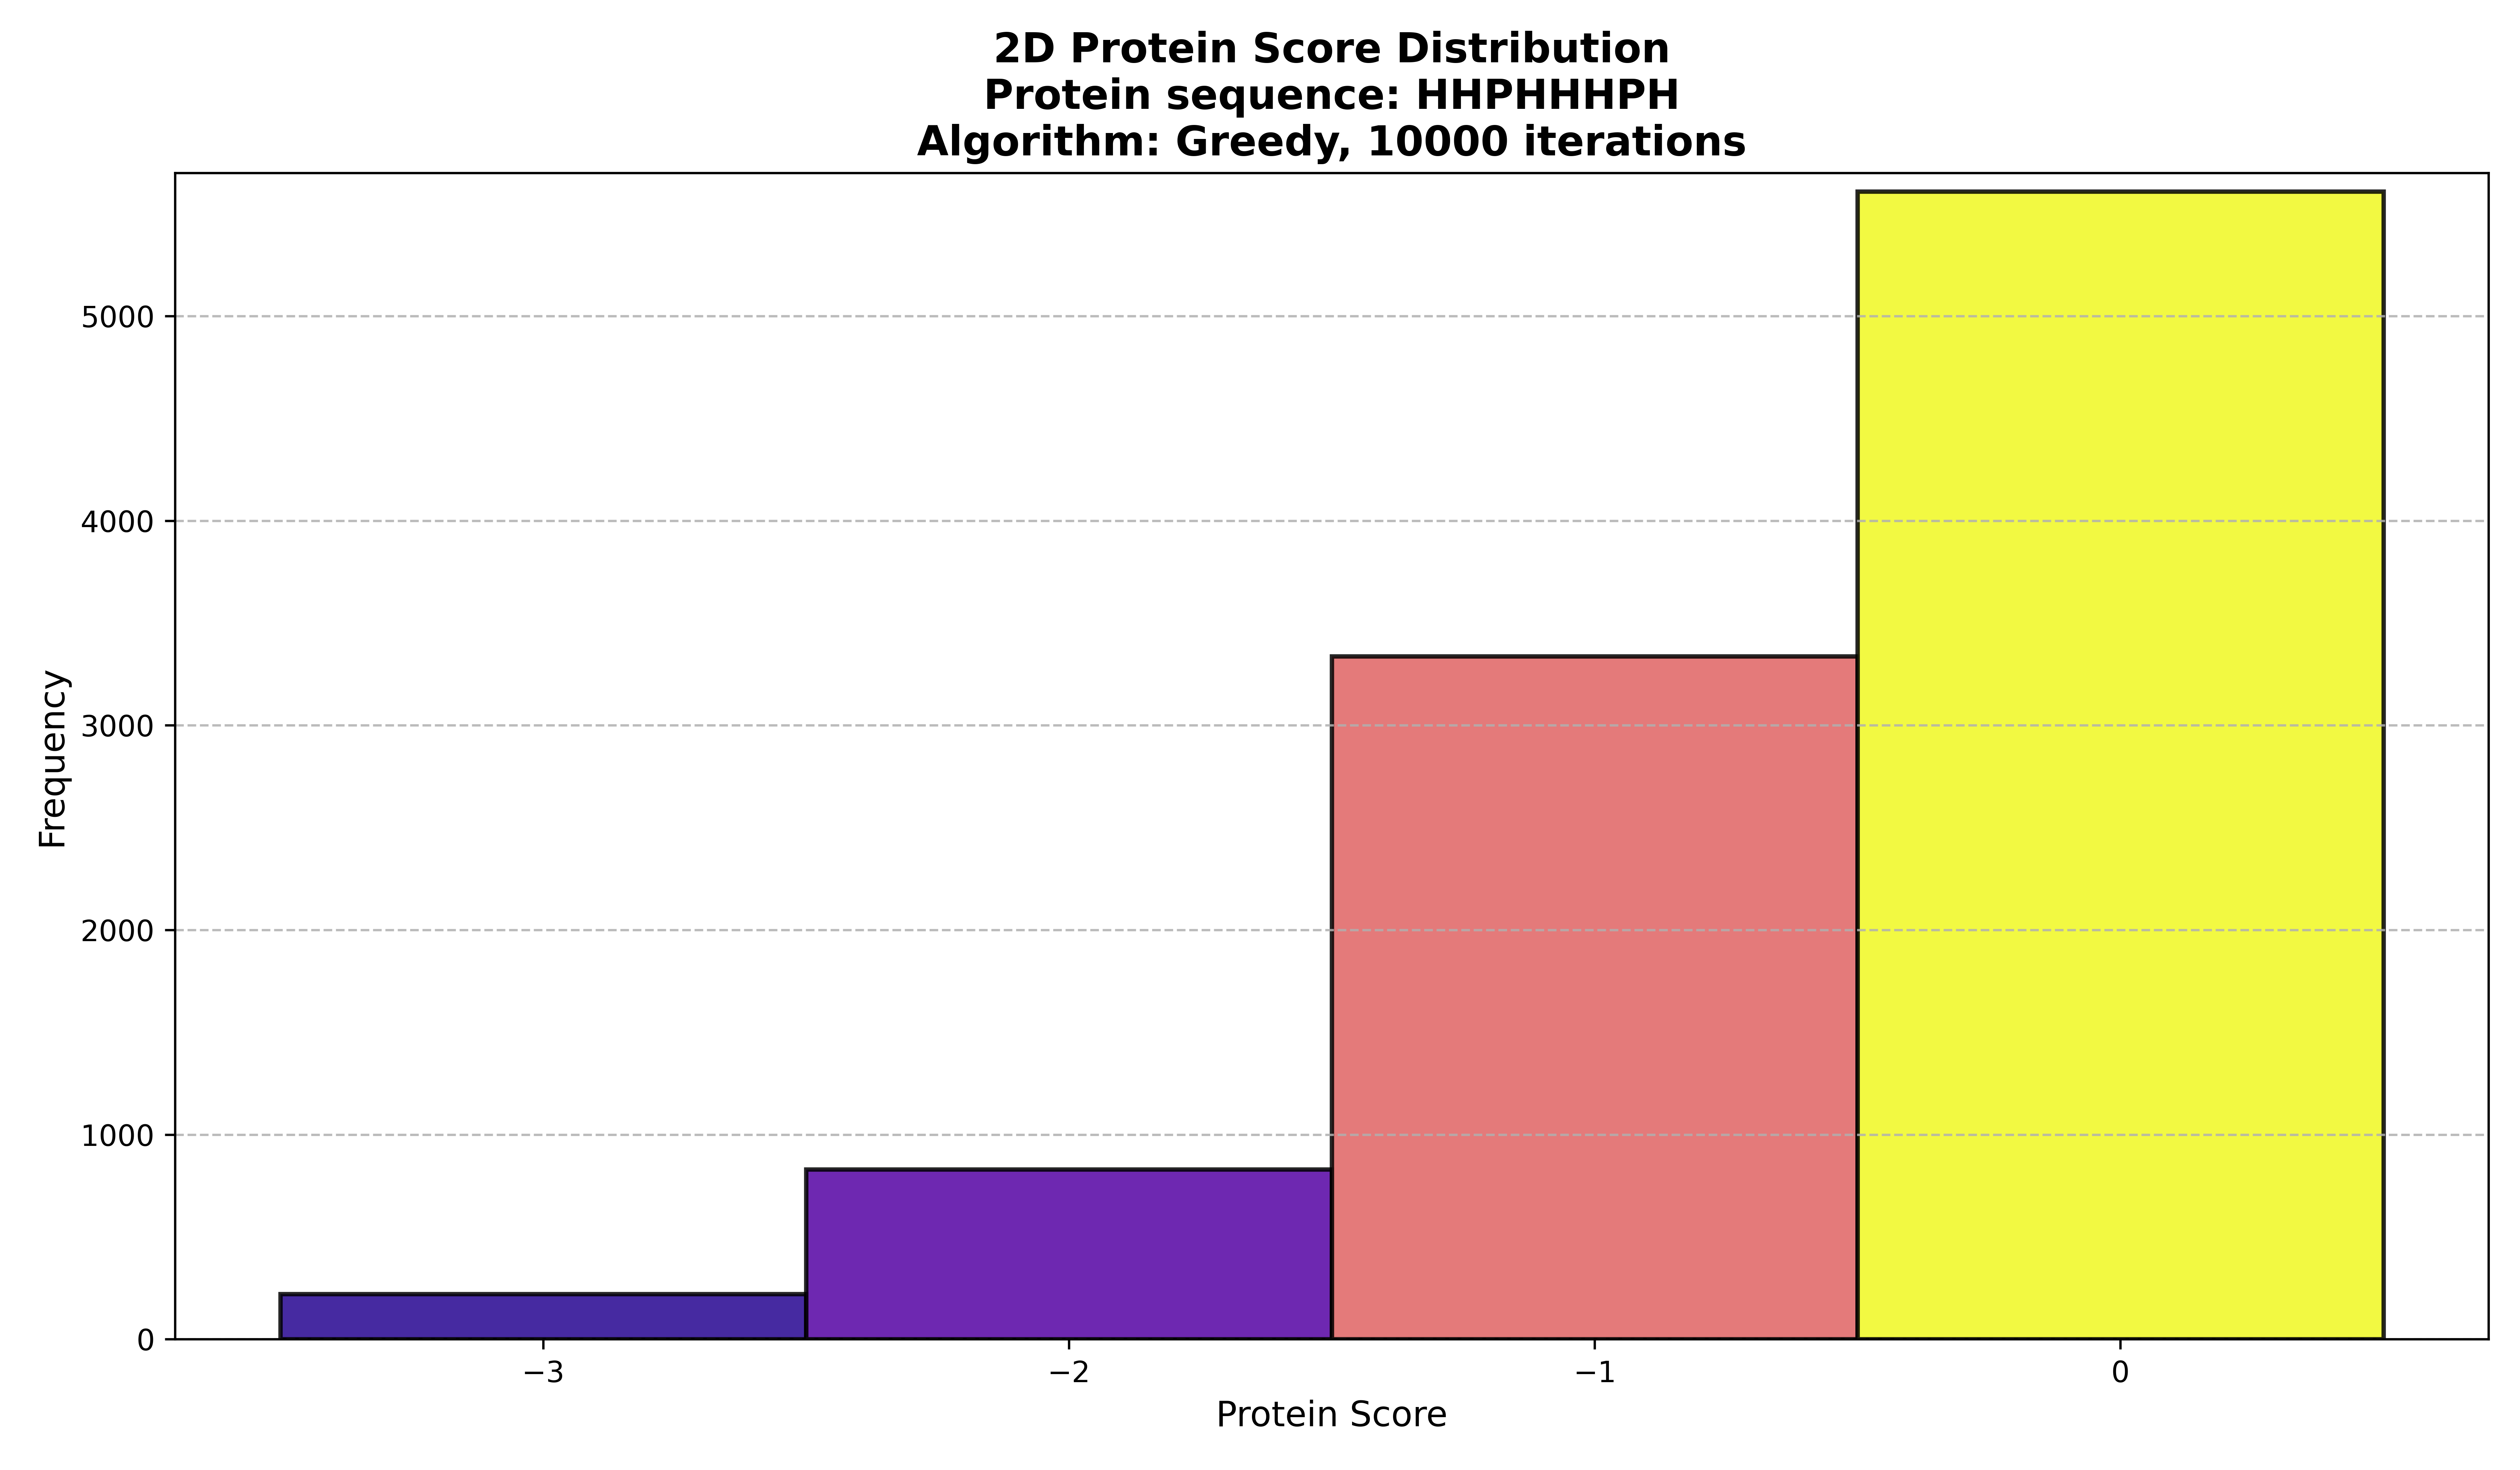 2D Protein Score Distribution
Protein sequence: HHPHHHPH
Algorithm: Greedy, 10000 iterations
Frequency
5000
4000
3000
2000
1000
0
−3
−2
−1
0
Protein Score